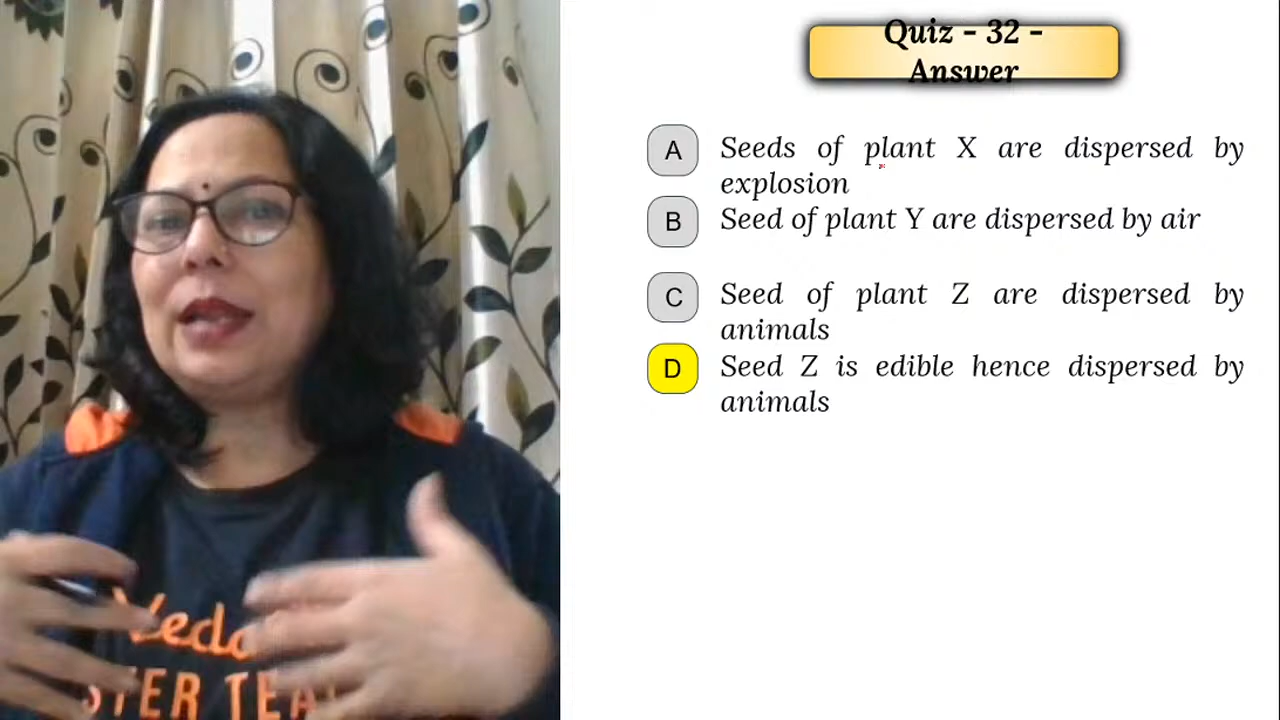 Quiz - 32 -
Answer
A Seeds of plant X are dispersed by
explosion
B Seed of plant Y are dispersed by air
C Seed of plant Z are dispersed by
animals
D Seed Z is edible hence dispersed by
animals